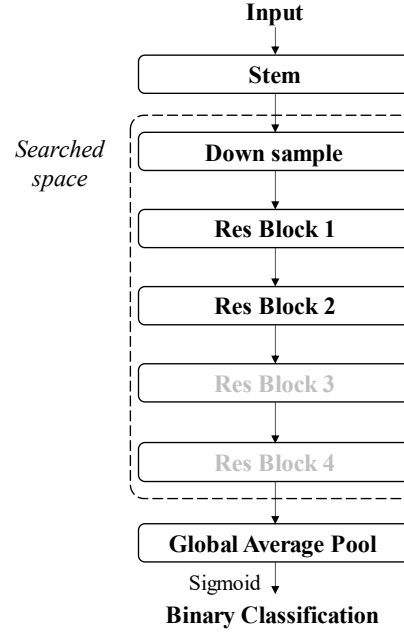 Input
Stem
Searched
space
Down sample
Res Block 1
Res Block 2
Res Block 3
Res Block 4
Global Average Pool
Sigmoid
Binary Classification